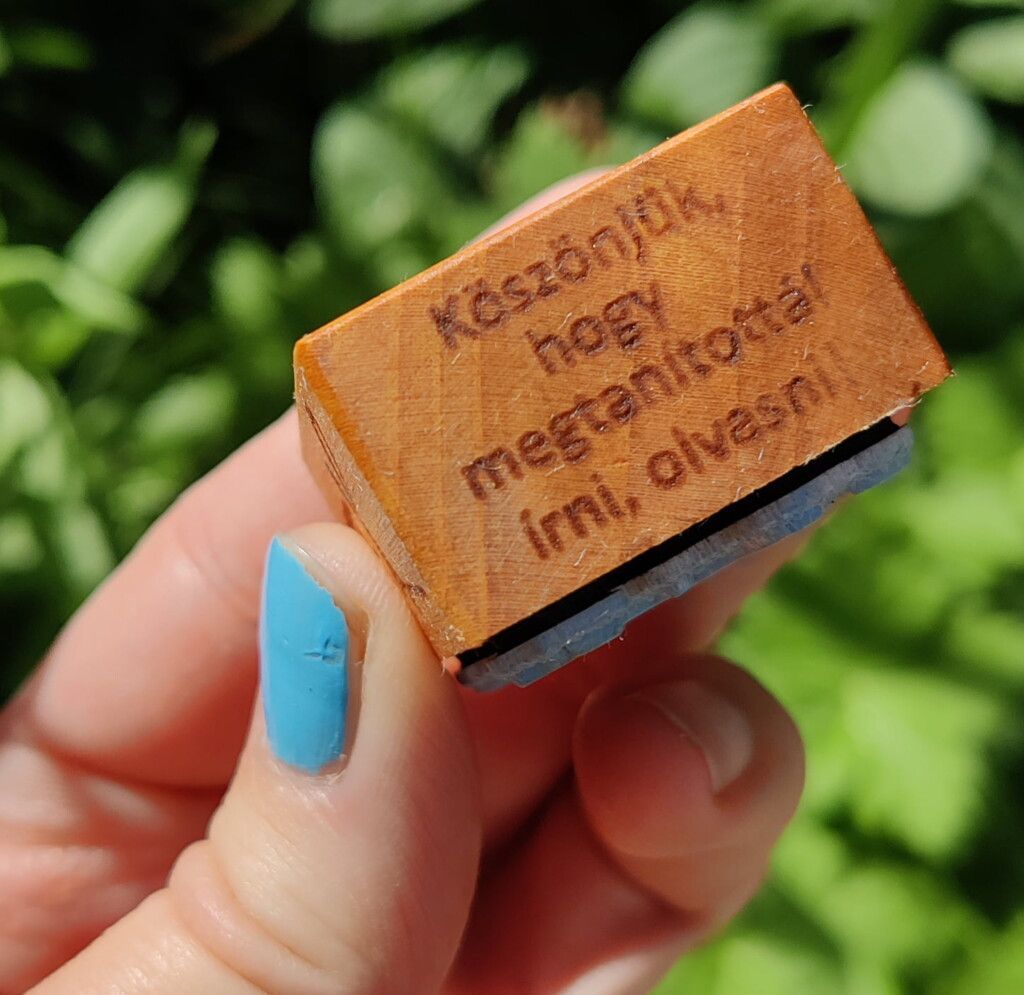 Köszönjük,
hogy
megtanítottál
írni, olvasni!